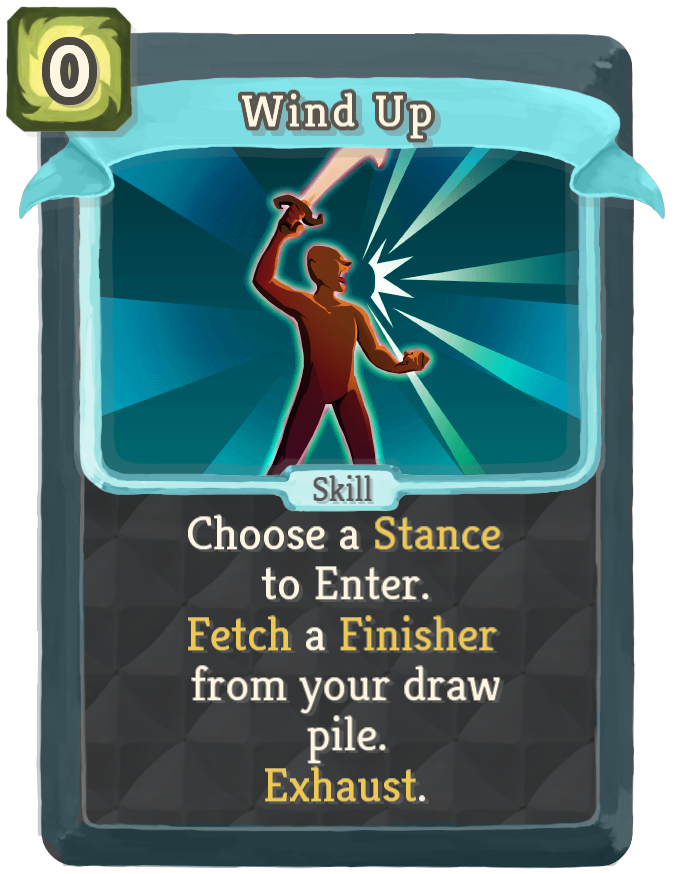 0
Wind Up
Skill
Choose a Stance
to Enter.
Fetch a Finisher
from your draw
pile.
Exhaust.